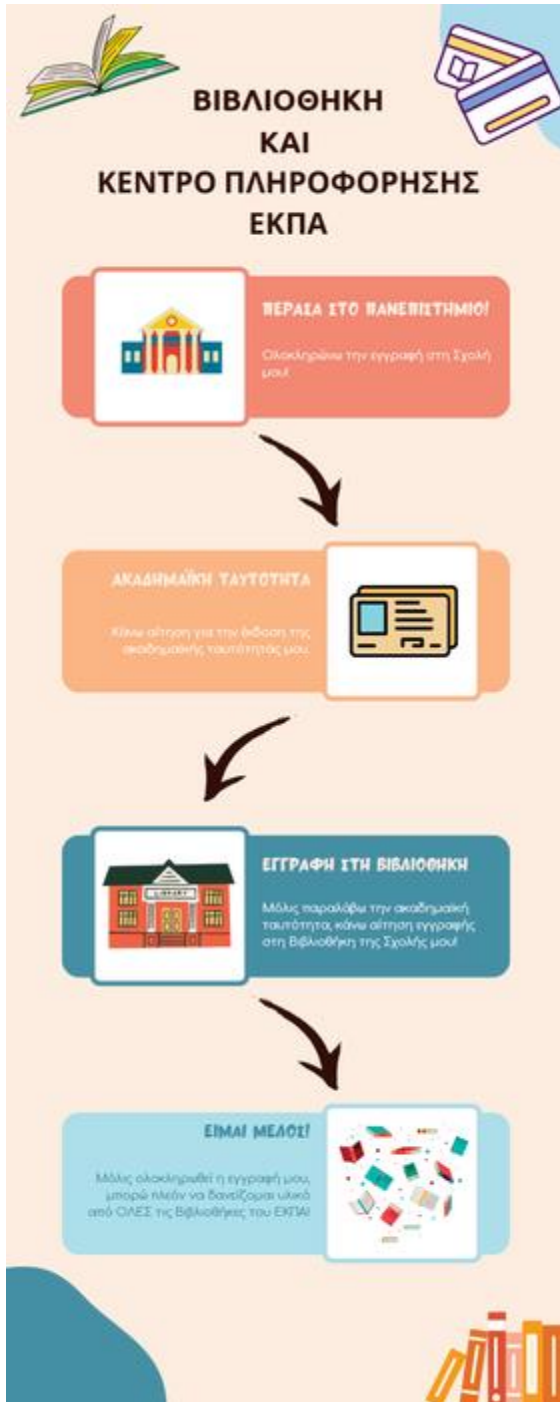 ΒΙΒΛΙΟΘΗΚΗ
ΚΑΙ
ΚΕΝΤΡΟ ΠΛΗΡΟΦΟΡΗΣΗΣ
ΕΚΠΑ
ΠΕΡΑΣΑ ΣΤΟ ΠΑΝΕΠΙΣΤΗΜΙΟ!
Ολοκληρώνω την εγγραφή στη Σχολή
μου!
ΑΚΑΔΗΜΑΪΚΗ ΤΑΥΤΟΤΗΤΑ
Κάνω αίτηση για την έκδοση της
ακαδημαϊκής ταυτότητάς μου.
LIBRARY
ΕΓΓΡΑΦΗ ΣΤΗ ΒΙΒΛΙΟΘΗΚΗ
Μόλις παραλάβω την ακαδημαϊκή
ταυτότητα, κάνω αίτηση εγγραφής
στη Βιβλιοθήκη της Σχολής μου!
ΕΙΜΑΙ ΜΕΛΟΣ!
Μόλις ολοκληρωθεί η εγγραφή μου,
μπορώ πλέον να δανείζομαι υλικό
από ΟΛΕΣ τις Βιβλιοθήκες του ΕΚΠΑ!